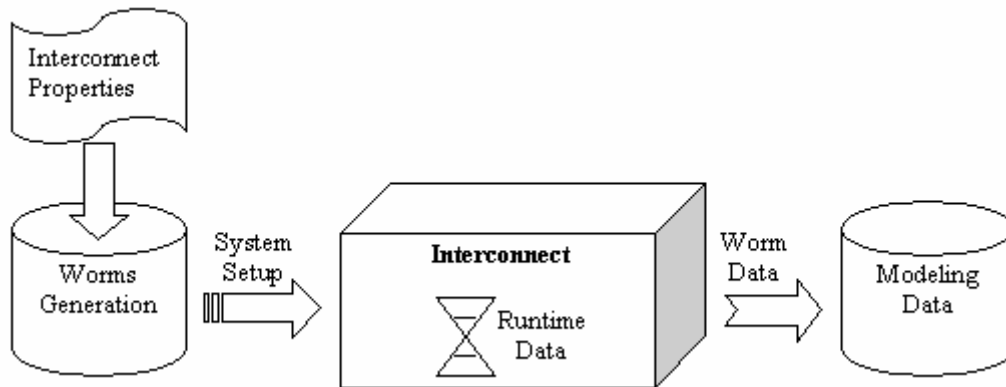 Interconnect
Properties
Worms
Generation
System
Setup
Interconnect
Runtime
Data
Worm
Data
Modeling
Data